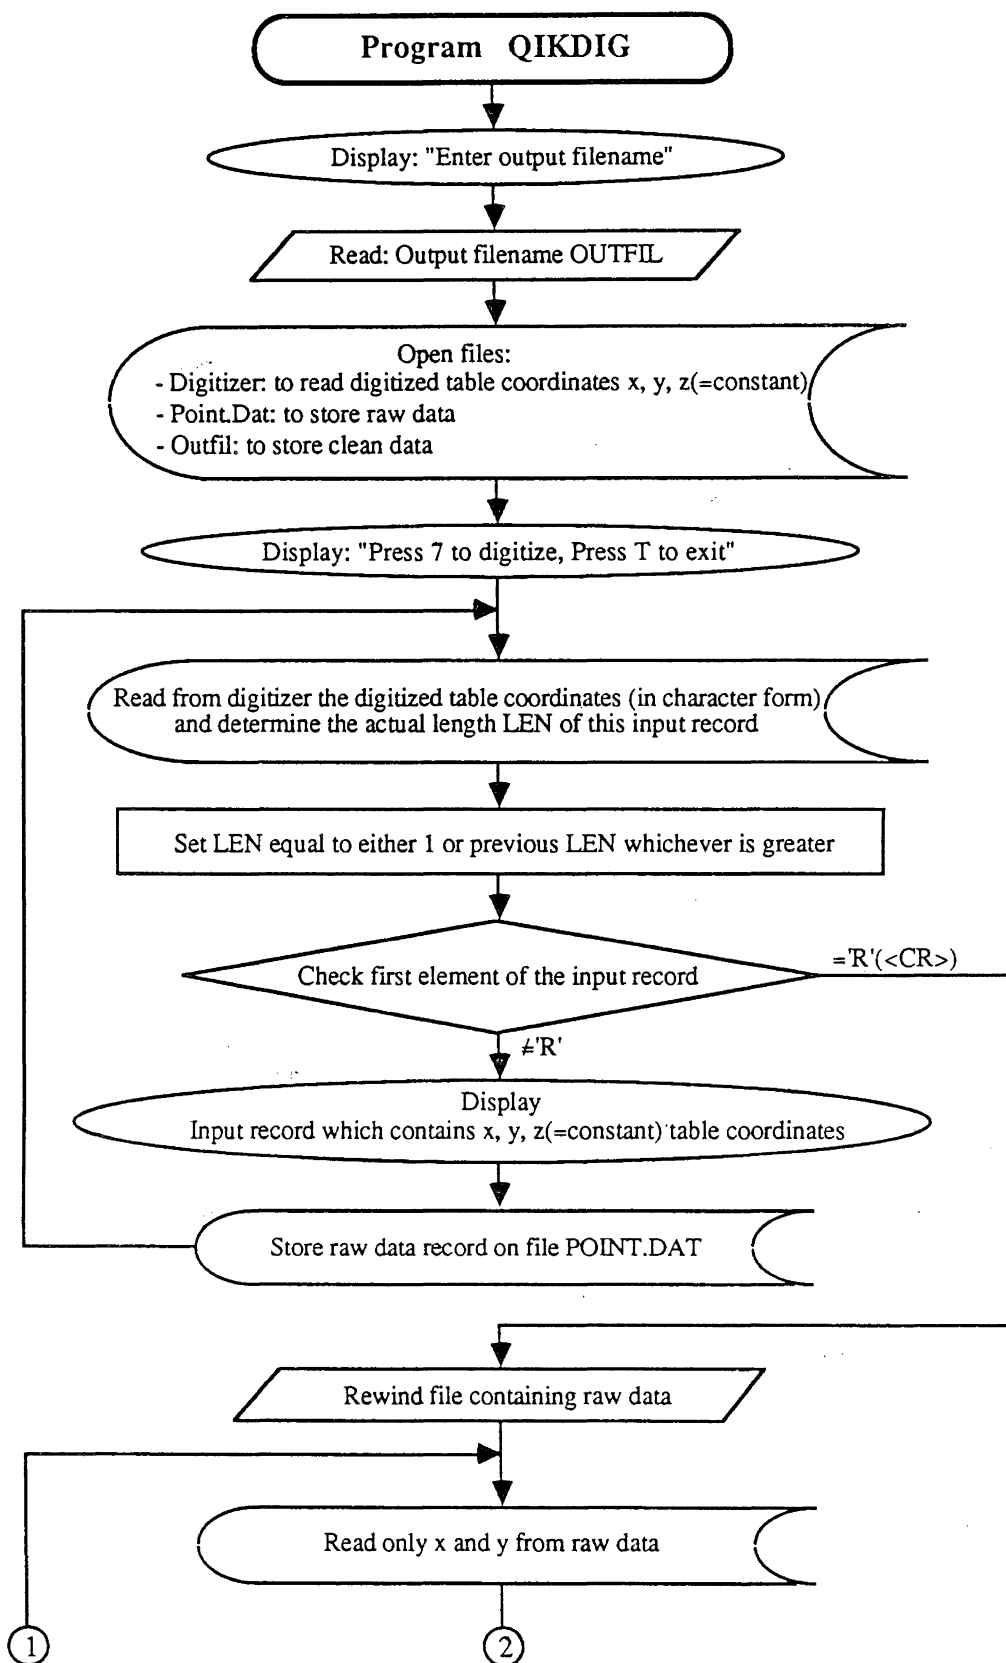 Program QIKDIG
Display: "Enter output filename"
Read: Output filename OUTFIL
Open files:
- Digitizer: to read digitized table coordinates x, y, z(=constant)
- Point.Dat: to store raw data
- Outfil: to store clean data
Display: "Press 7 to digitize, Press T to exit"
Read from digitizer the digitized table coordinates (in character form)
and determine the actual length LEN of this input record
Set LEN equal to either 1 or previous LEN whichever is greater
Check first element of the input record
='R'(<CR>)
≠'R'
Display
Input record which contains x, y, z(=constant) table coordinates
Store raw data record on file POINT.DAT
Rewind file containing raw data
Read only x and y from raw data
1
2